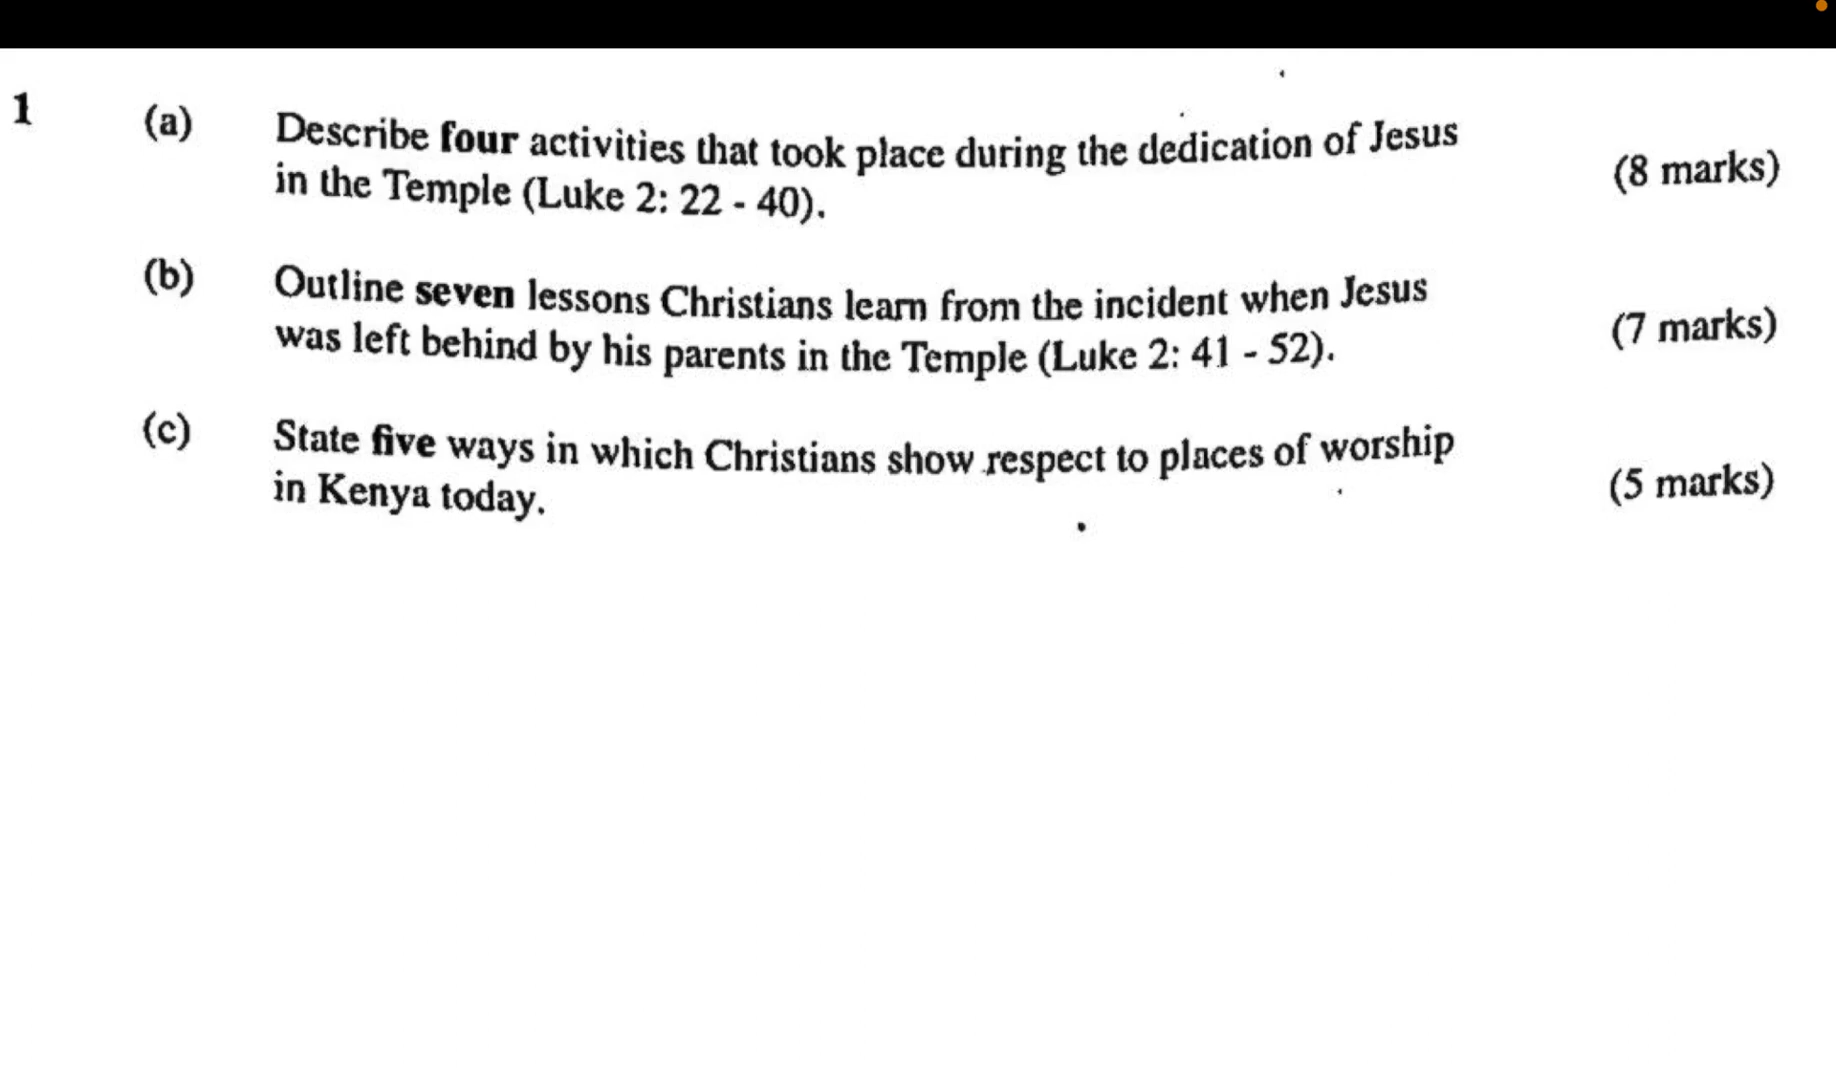 1 (a) Describe four activities that took place during the dedication of Jesus
in the Temple (Luke 2: 22 - 40). (8 marks)
(b) Outline seven lessons Christians learn from the incident when Jesus
was left behind by his parents in the Temple (Luke 2: 41 - 52). (7 marks)
(c) State five ways in which Christians show respect to places of worship
in Kenya today. (5 marks)